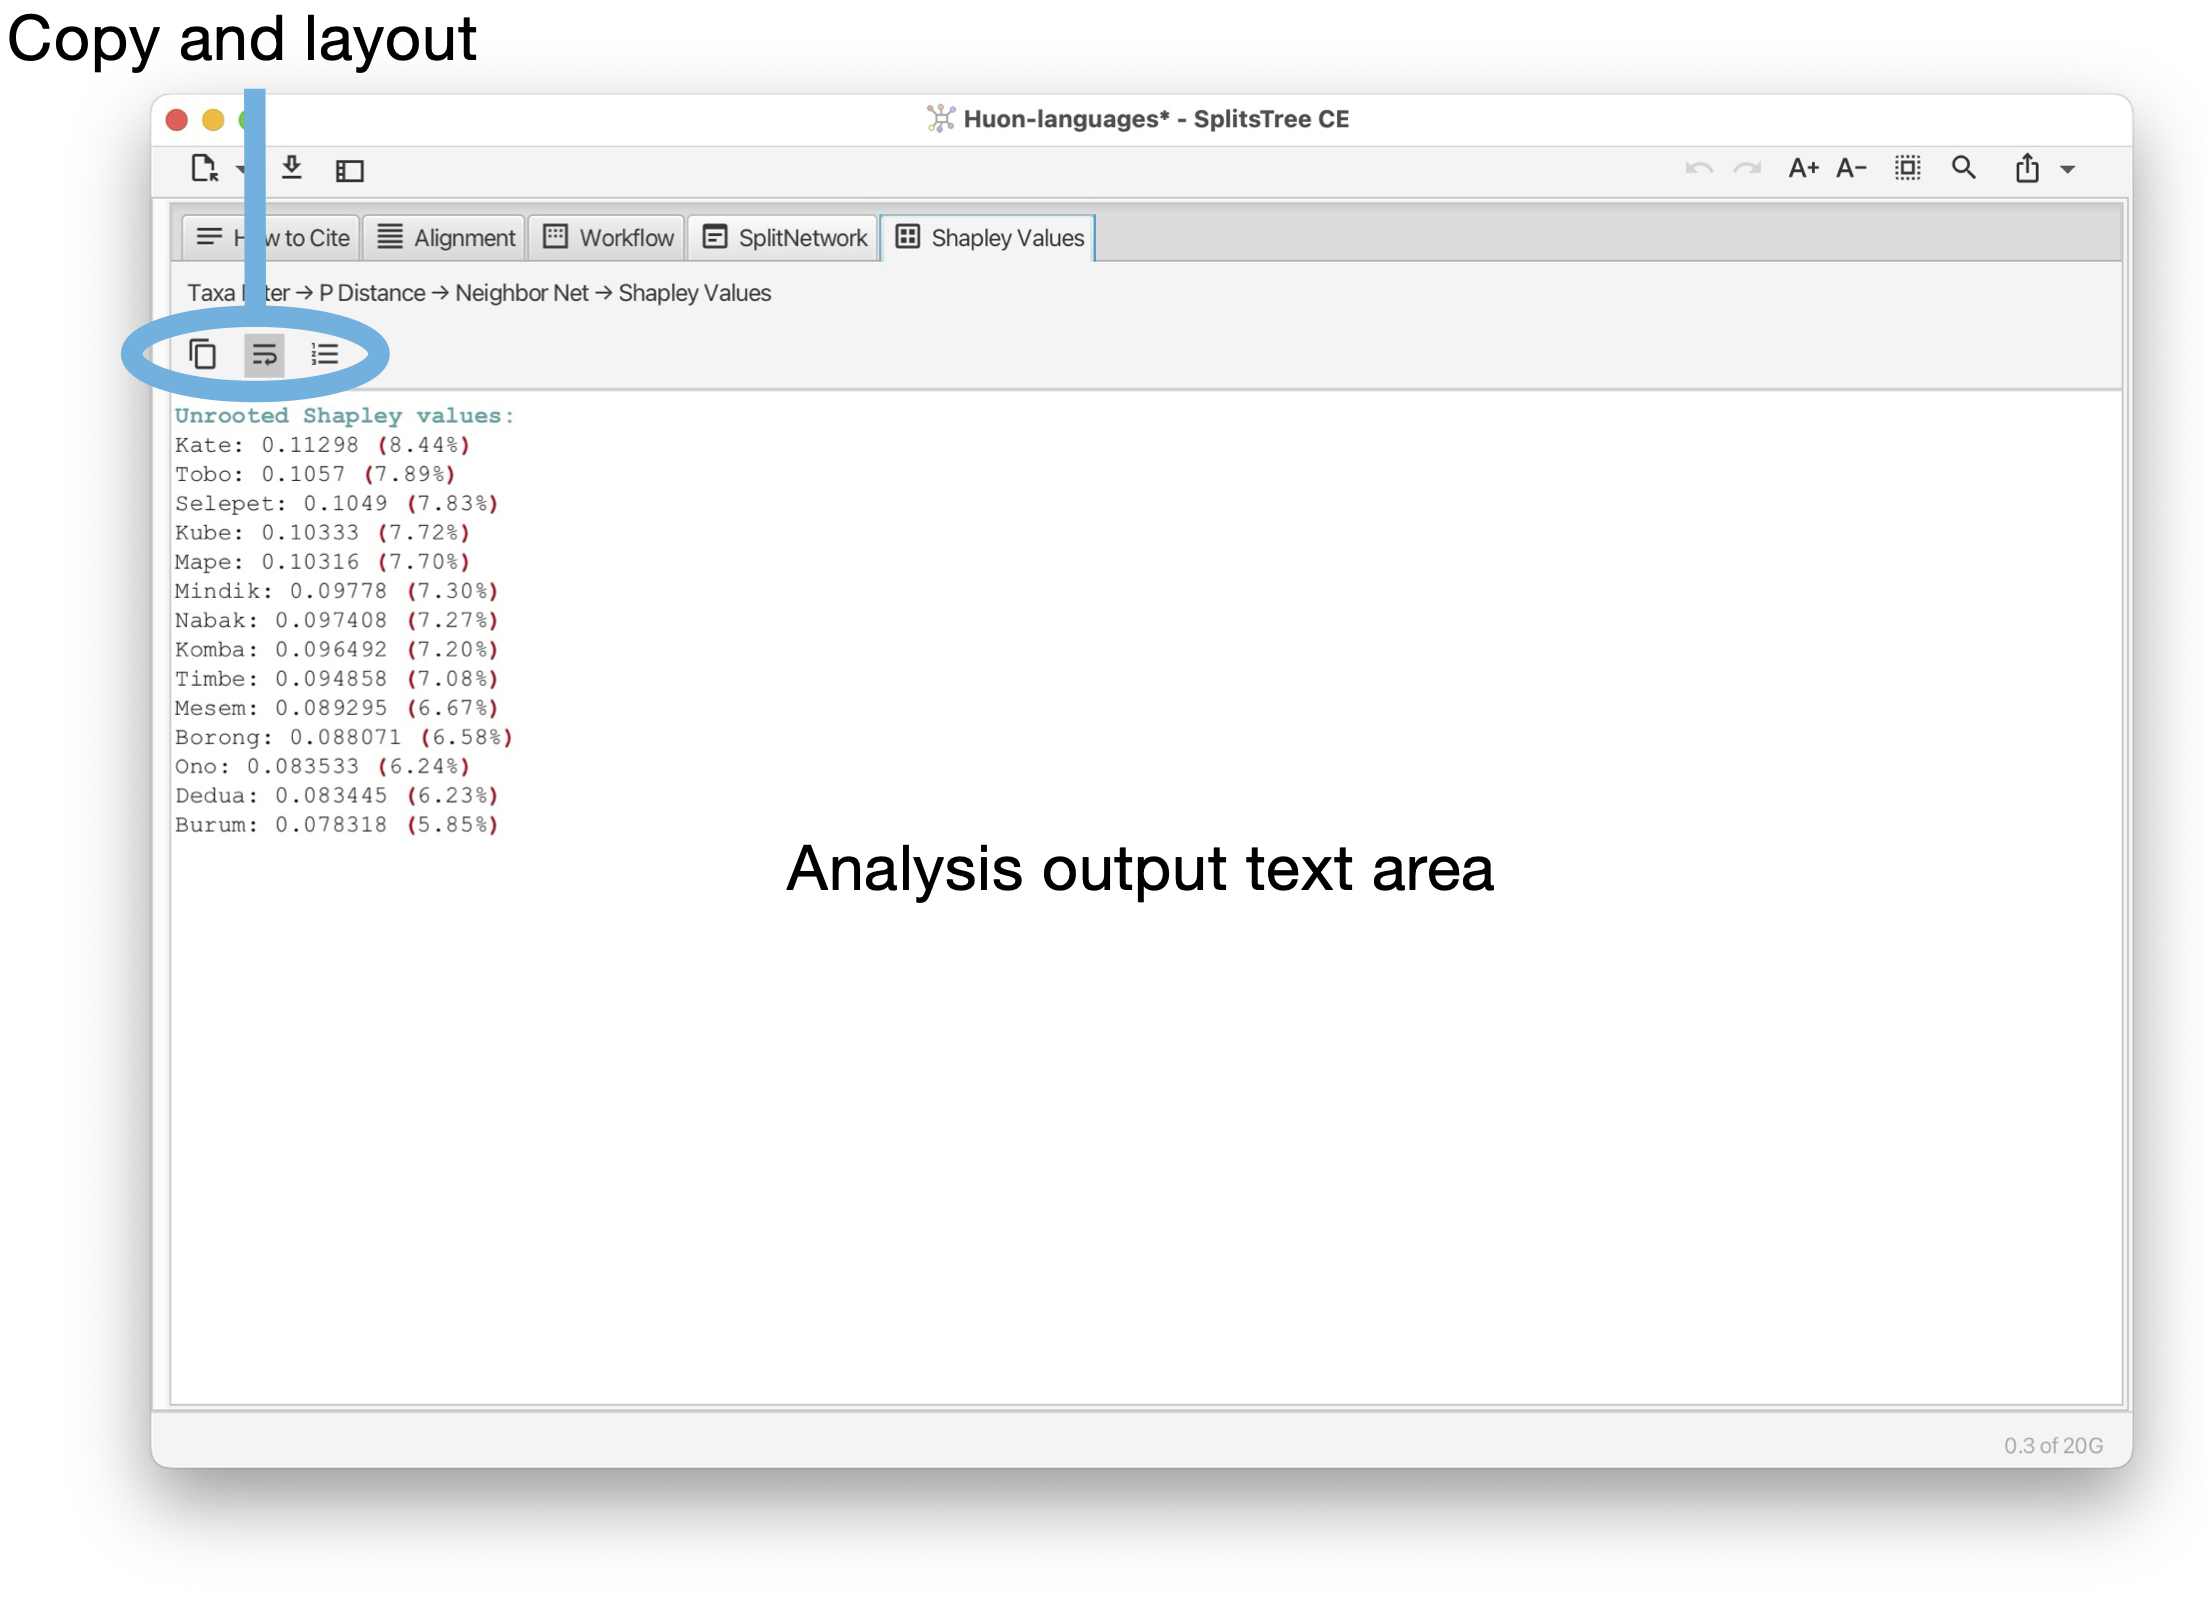 Copy and layout
Huon-languages* - SplitsTree CE
A+ A-
How to Cite Alignment Workflow SplitNetwork Shapley Values
Taxa Filter → P Distance → Neighbor Net → Shapley Values
Unrooted Shapley values:
Kate: 0.11298 (8.44%)
Tobo: 0.1057 (7.89%)
Selepet: 0.1049 (7.83%)
Kube: 0.10333 (7.72%)
Mape: 0.10316 (7.70%)
Mindik: 0.09778 (7.30%)
Nabak: 0.097408 (7.27%)
Komba: 0.096492 (7.20%)
Timbe: 0.094858 (7.08%)
Mesem: 0.089295 (6.67%)
Borong: 0.088071 (6.58%)
Ono: 0.083533 (6.24%)
Dedua: 0.083445 (6.23%)
Burum: 0.078318 (5.85%)
Analysis output text area
0.3 of 20G